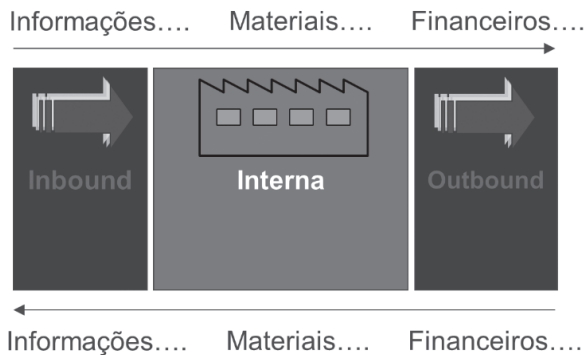 Informações…. Materiais…. Financeiros….
Inbound Interna Outbound
Informações…. Materiais…. Financeiros….